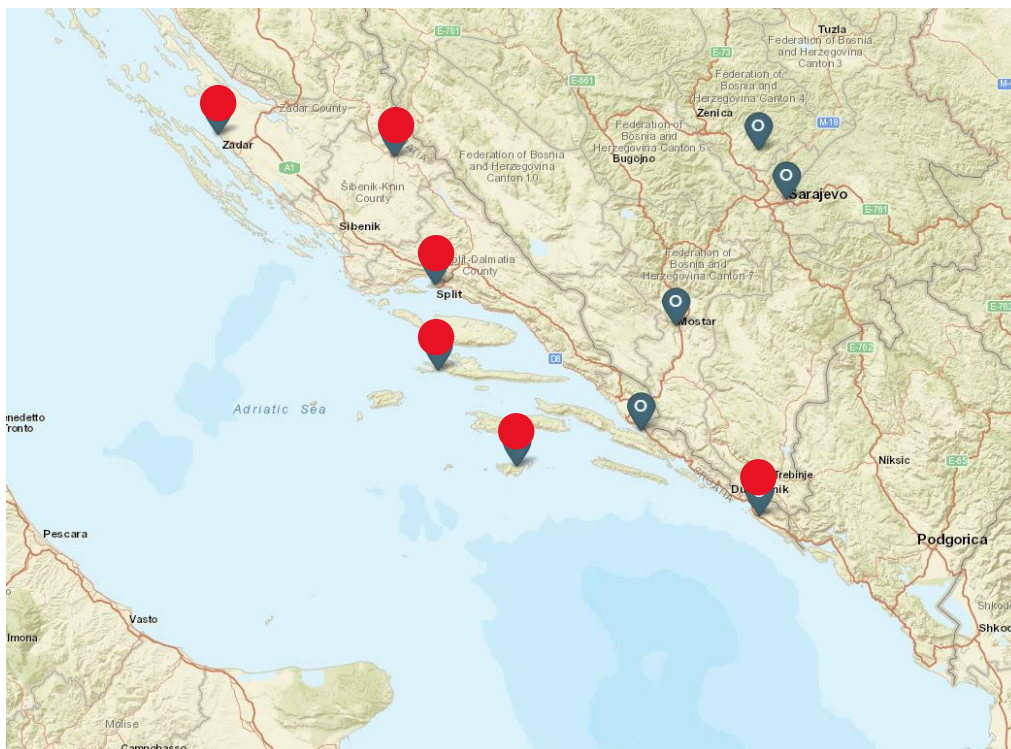 E-761
Tuzla
Federation of Bosnia
and Herzegovina
Canton 3
E-73
E-661
Federation of
Bosnia and
Herzegovina Canton 4
Zadar County
Zenica
O
M-18
Zadar
Federation of
Bosnia and
Herzegovina Canton 6
Bugojno
A1
Federation of Bosnia
and Herzegovina
Canton 10
O
Sarajevo
Šibenik-Knin
County
E-761
Šibenik
Federation of
Bosnia and
Herzegovina Canton 7
County
Split
O
Mostar
E-762
D8
Adriatic Sea
O
Niksic
E-65
Trebinje
CROATIA
Pescara
Podgorica
Vasto
Molise